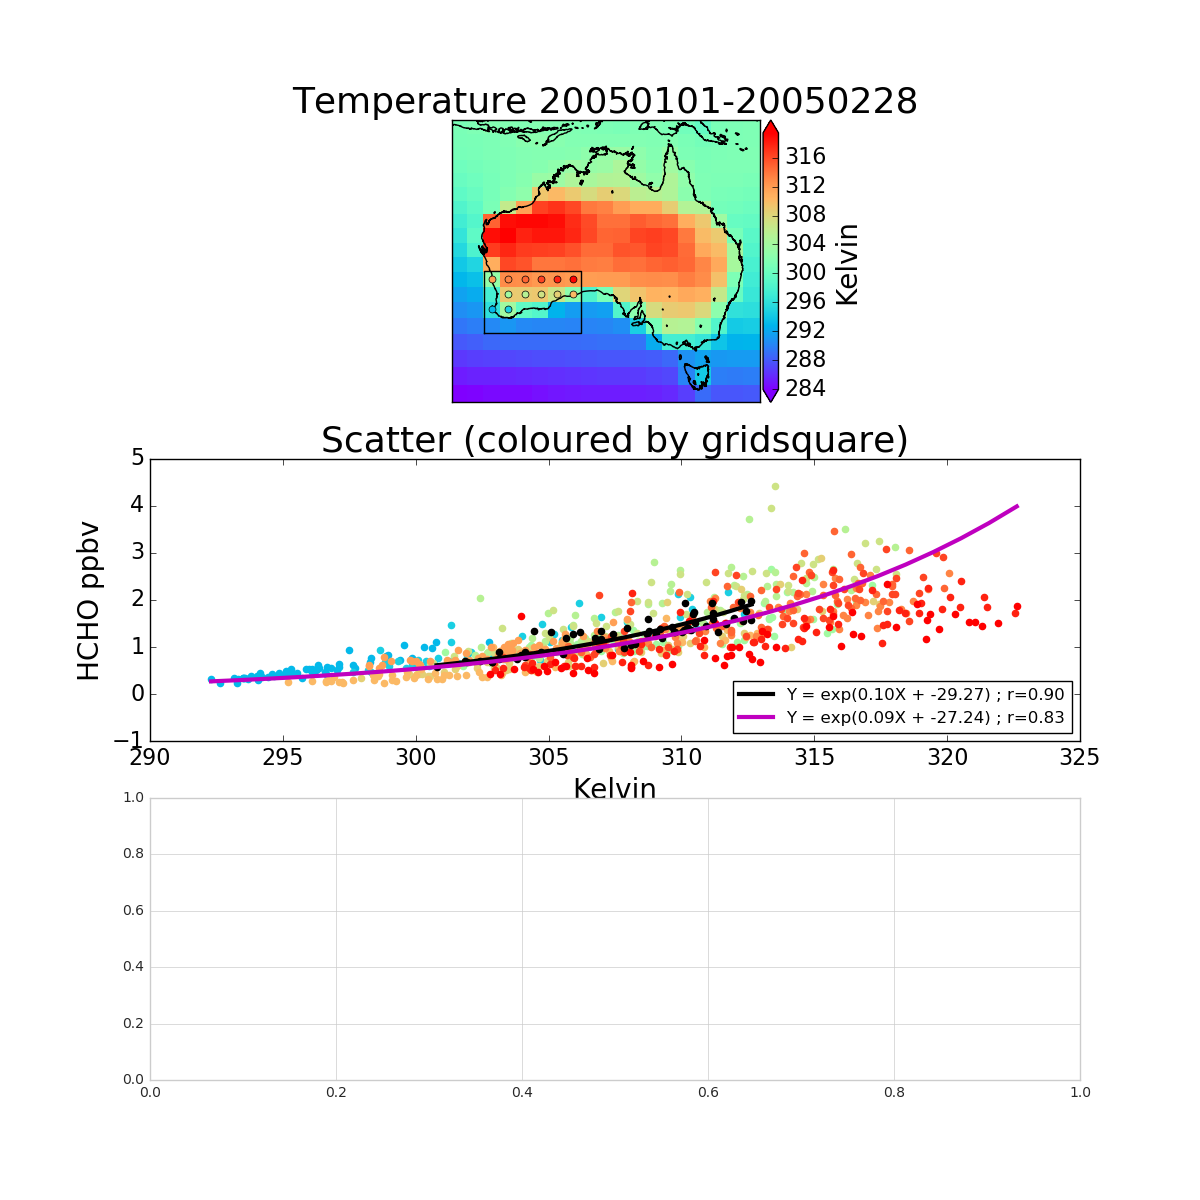 Temperature 20050101-20050228
316
312
308
304
300
296
292
288
284
Kelvin
Scatter (coloured by gridsquare)
5
4
3
2
1
0
−1
HCHO ppbv
Y = exp(0.10X + -29.27) ; r=0.90
Y = exp(0.09X + -27.24) ; r=0.83
290 295 300 305 310 315 320 325
Kelvin
1.0
0.8
0.6
0.4
0.2
0.0
0.0 0.2 0.4 0.6 0.8 1.0